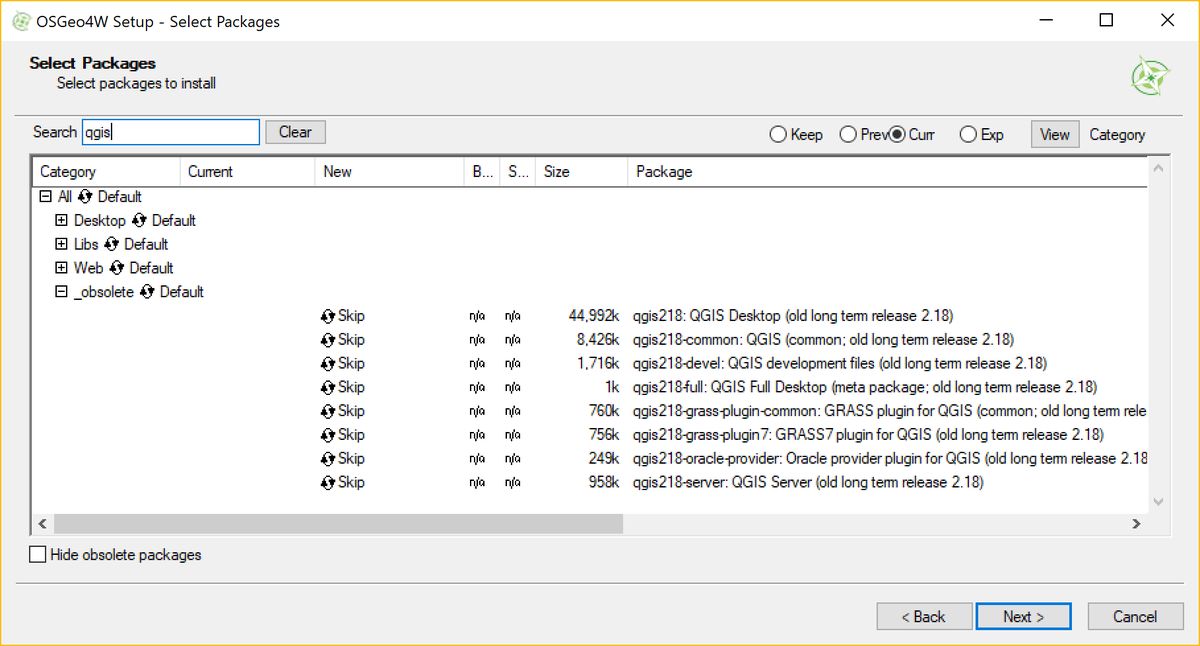 OSGeo4W Setup - Select Packages
Select Packages
Select packages to install
Search qgis Clear Keep Prev Curr Exp View Category
Category Current New B... S... Size Package
All Default
Desktop Default
Libs Default
Web Default
_obsolete Default
Skip n/a n/a 44,992k qgis218: QGIS Desktop (old long term release 2.18)
Skip n/a n/a 8,426k qgis218-common: QGIS (common; old long term release 2.18)
Skip n/a n/a 1,716k qgis218-devel: QGIS development files (old long term release 2.18)
Skip n/a n/a 1k qgis218-full: QGIS Full Desktop (meta package; old long term release 2.18)
Skip n/a n/a 760k qgis218-grass-plugin-common: GRASS plugin for QGIS (common; old long term rele
Skip n/a n/a 756k qgis218-grass-plugin7: GRASS7 plugin for QGIS (old long term release 2.18)
Skip n/a n/a 249k qgis218-oracle-provider: Oracle provider plugin for QGIS (old long term release 2.18
Skip n/a n/a 958k qgis218-server: QGIS Server (old long term release 2.18)
Hide obsolete packages
< Back Next > Cancel